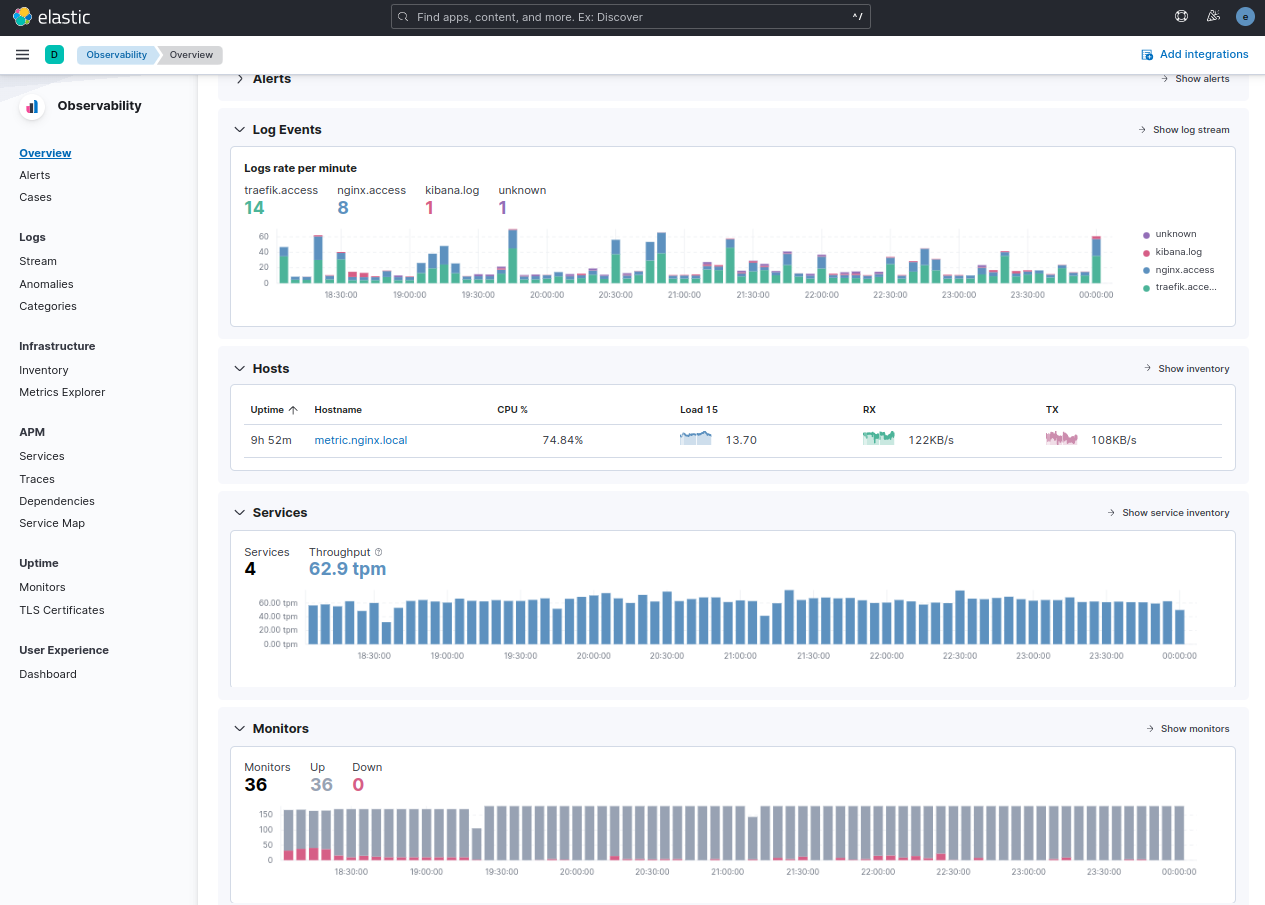 elastic
Find apps, content, and more. Ex: Discover
^/
e
D
Observability
Overview
Add integrations
Observability
Overview
Alerts
Cases
Logs
Stream
Anomalies
Categories
Infrastructure
Inventory
Metrics Explorer
APM
Services
Traces
Dependencies
Service Map
Uptime
Monitors
TLS Certificates
User Experience
Dashboard
Alerts
Show alerts
Log Events
Show log stream
Logs rate per minute
traefik.access nginx.access kibana.log unknown
14 8 1 1
60
40
20
0
18:30:00 19:00:00 19:30:00 20:00:00 20:30:00 21:00:00 21:30:00 22:00:00 22:30:00 23:00:00 23:30:00 00:00:00
unknown
kibana.log
nginx.access
traefik.acce...
Hosts
Show inventory
Uptime Hostname CPU % Load 15 RX TX
9h 52m metric.nginx.local 74.84% 13.70 122KB/s 108KB/s
Services
Show service inventory
Services Throughput
4 62.9 tpm
60.00 tpm
40.00 tpm
20.00 tpm
0.00 tpm
18:30:00 19:00:00 19:30:00 20:00:00 20:30:00 21:00:00 21:30:00 22:00:00 22:30:00 23:00:00 23:30:00 00:00:00
Monitors
Show monitors
Monitors Up Down
36 36 0
150
100
50
0
18:30:00 19:00:00 19:30:00 20:00:00 20:30:00 21:00:00 21:30:00 22:00:00 22:30:00 23:00:00 23:30:00 00:00:00